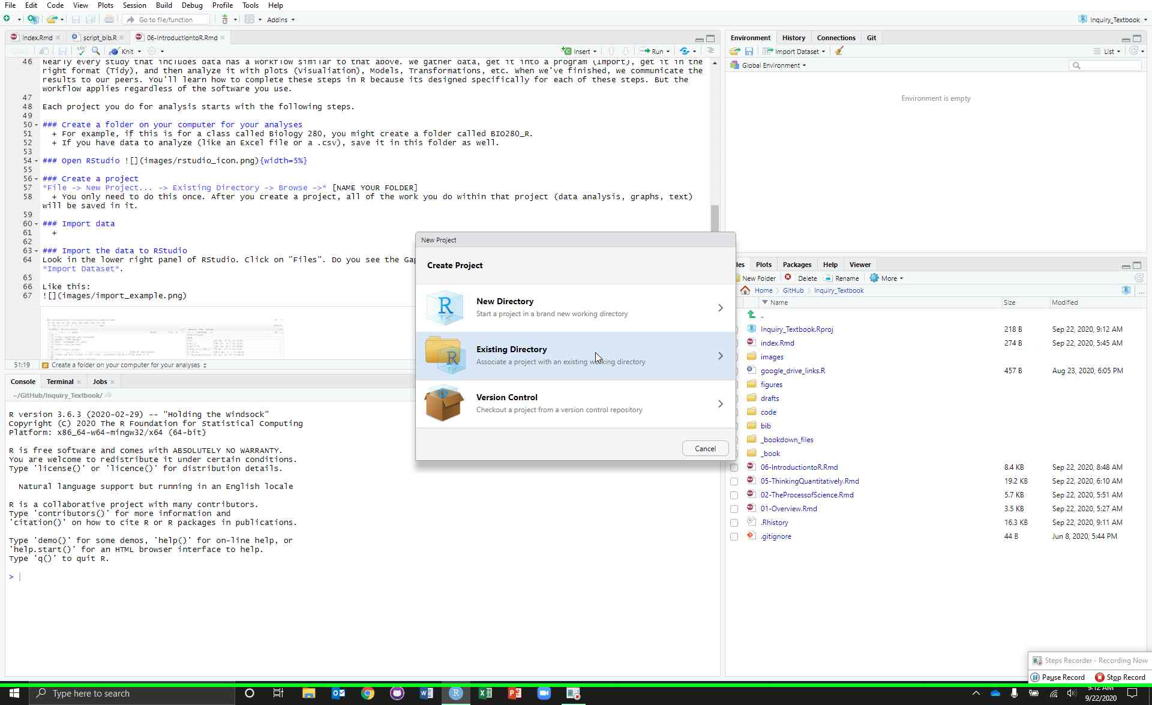 File Edit Code View Plots Session Build Debug Profile Tools Help
Go to file/function Addins Inquiry_Textbook
index.Rmd script_bib.R 06-IntroductiontoR.Rmd
Knit Insert Run
46 Nearly every study that includes data has a workflow similar to that above. We gather data, get it into a program (Import), get it in the
right format (Tidy), and then analyze it with plots (Visualiation), Models, Transformations, etc. When we've finished, we communicate the
results to our peers. You'll learn how to complete these steps in R because its designed specifically for each of these steps. But the
workflow applies regardless of the software you use.
47
48 Each project you do for analysis starts with the following steps.
49
50 ### Create a folder on your computer for your analyses
51 + For example, if this is for a class called Biology 280, you might create a folder called BIO280_R.
52 + If you have data to analyze (like an Excel file or a .csv), save it in this folder as well.
53
54 ### Open RStudio ![](images/rstudio_icon.png){width=5%}
55
56 ### Create a project
57 *File -> New Project... -> Existing Directory -> Browse ->* [NAME YOUR FOLDER]
58 + You only need to do this once. After you create a project, all of the work you do within that project (data analysis, graphs, text)
will be saved in it.
59
60 ### Import data
61 +
62
63 ### Import the data to RStudio
64 Look in the lower right panel of RStudio. Click on "Files". Do you see the
"Import Dataset".
65
66 Like this:
67 ![](images/import_example.png)
51:19 Create a folder on your computer for your analyses
Console Terminal Jobs
~/GitHub/Inquiry_Textbook/
R version 3.6.3 (2020-02-29) -- "Holding the Windsock"
Copyright (C) 2020 The R Foundation for Statistical Computing
Platform: x86_64-w64-mingw32/x64 (64-bit)
R is free software and comes with ABSOLUTELY NO WARRANTY.
You are welcome to redistribute it under certain conditions.
Type 'license()' or 'licence()' for distribution details.
Natural language support but running in an English locale
R is a collaborative project with many contributors.
Type 'contributors()' for more information and
'citation()' on how to cite R or R packages in publications.
Type 'demo()' for some demos, 'help()' for on-line help, or
'help.start()' for an HTML browser interface to help.
Type 'q()' to quit R.
>
New Project
Create Project
New Directory
Start a project in a brand new working directory
Existing Directory
Associate a project with an existing working directory
Version Control
Checkout a project from a version control repository
Cancel
Environment History Connections Git
Import Dataset List
Global Environment
Environment is empty
Plots Packages Help Viewer
New Folder Delete Rename More
Home GitHub Inquiry_Textbook
Name Size Modified
..
Inquiry_Textbook.Rproj 218 B Sep 22, 2020, 9:12 AM
index.Rmd 274 B Sep 22, 2020, 5:45 AM
images
google_drive_links.R 457 B Aug 23, 2020, 6:05 PM
figures
drafts
code
bib
_bookdown_files
_book
06-IntroductiontoR.Rmd 8.4 KB Sep 22, 2020, 8:48 AM
05-ThinkingQuantitatively.Rmd 19.2 KB Sep 22, 2020, 6:10 AM
02-TheProcessofScience.Rmd 5.7 KB Sep 22, 2020, 5:51 AM
01-Overview.Rmd 3.5 KB Sep 22, 2020, 5:27 AM
.Rhistory 16.3 KB Sep 22, 2020, 9:11 AM
.gitignore 44 B Jun 8, 2020, 5:44 PM
Steps Recorder - Recording Now
Pause Record Stop Record
Type here to search
9:12 AM
9/22/2020